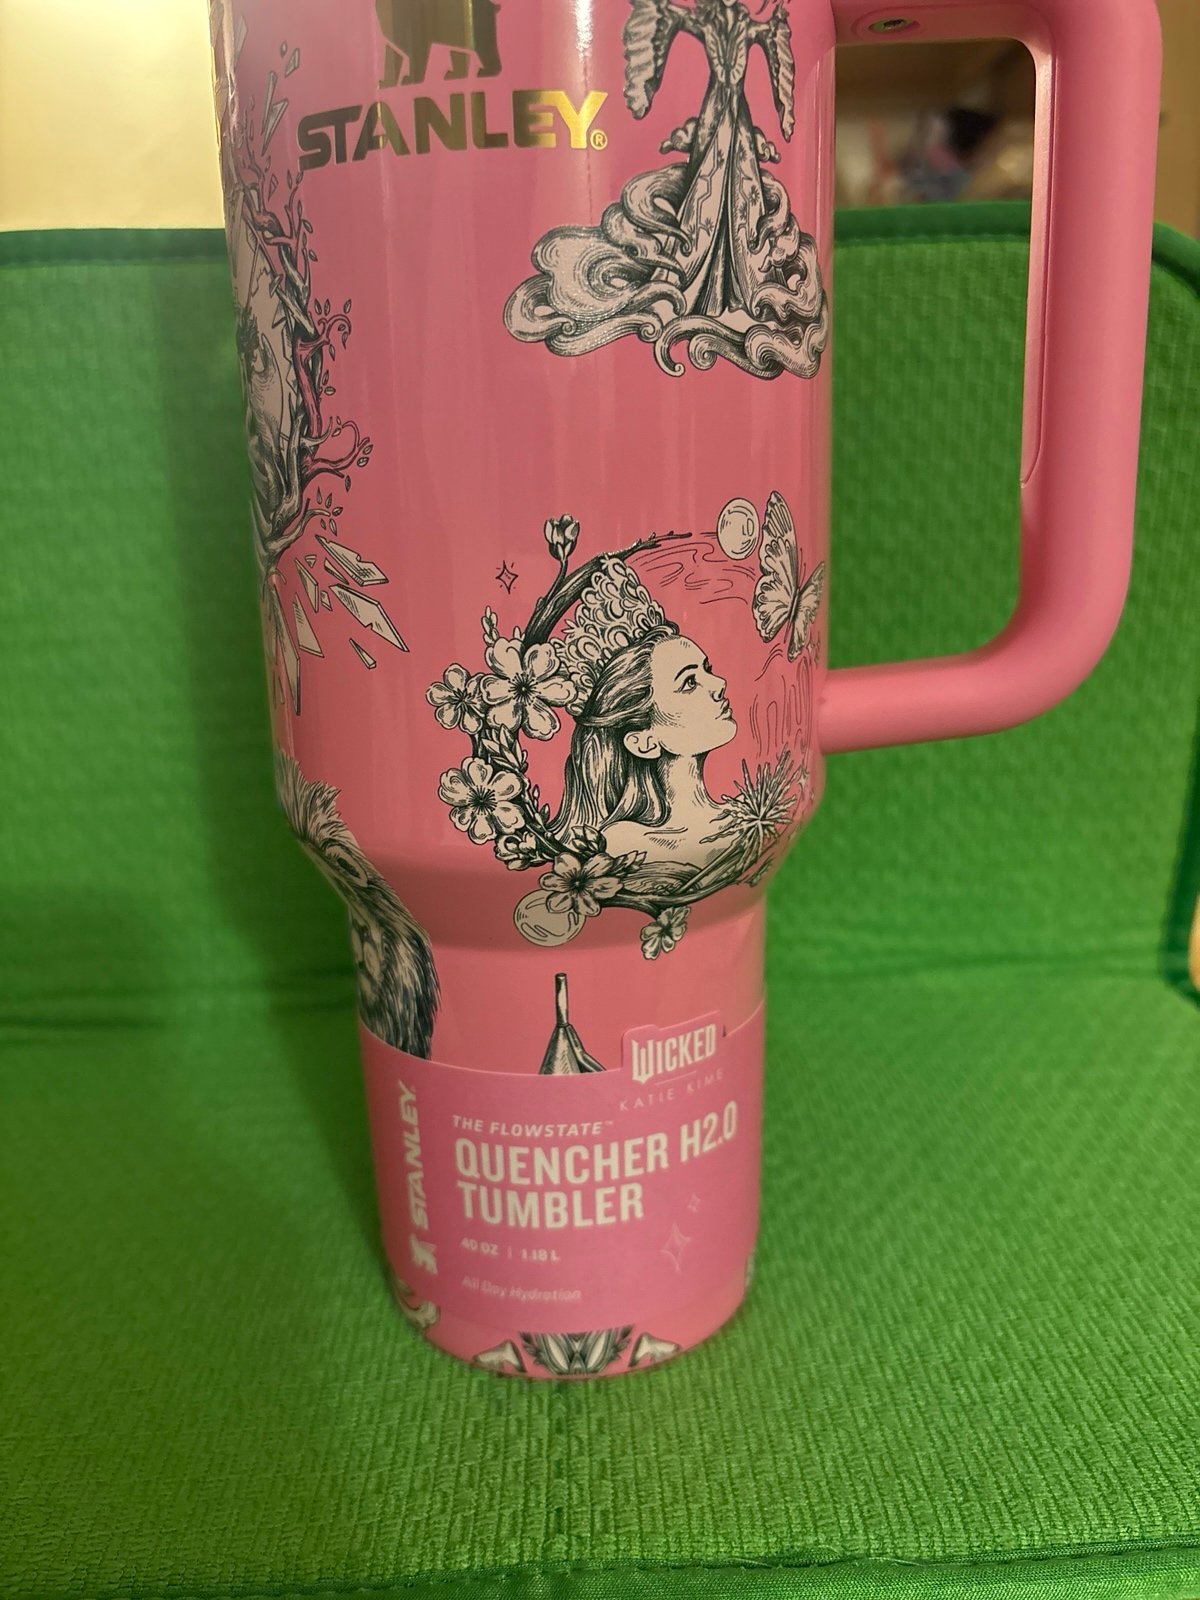 STANLEY®
WICKED
KATIE KIME
STANLEY
THE FLOWSTATE™
QUENCHER H2.0
TUMBLER
40 OZ | 1.18 L
All Day Hydration